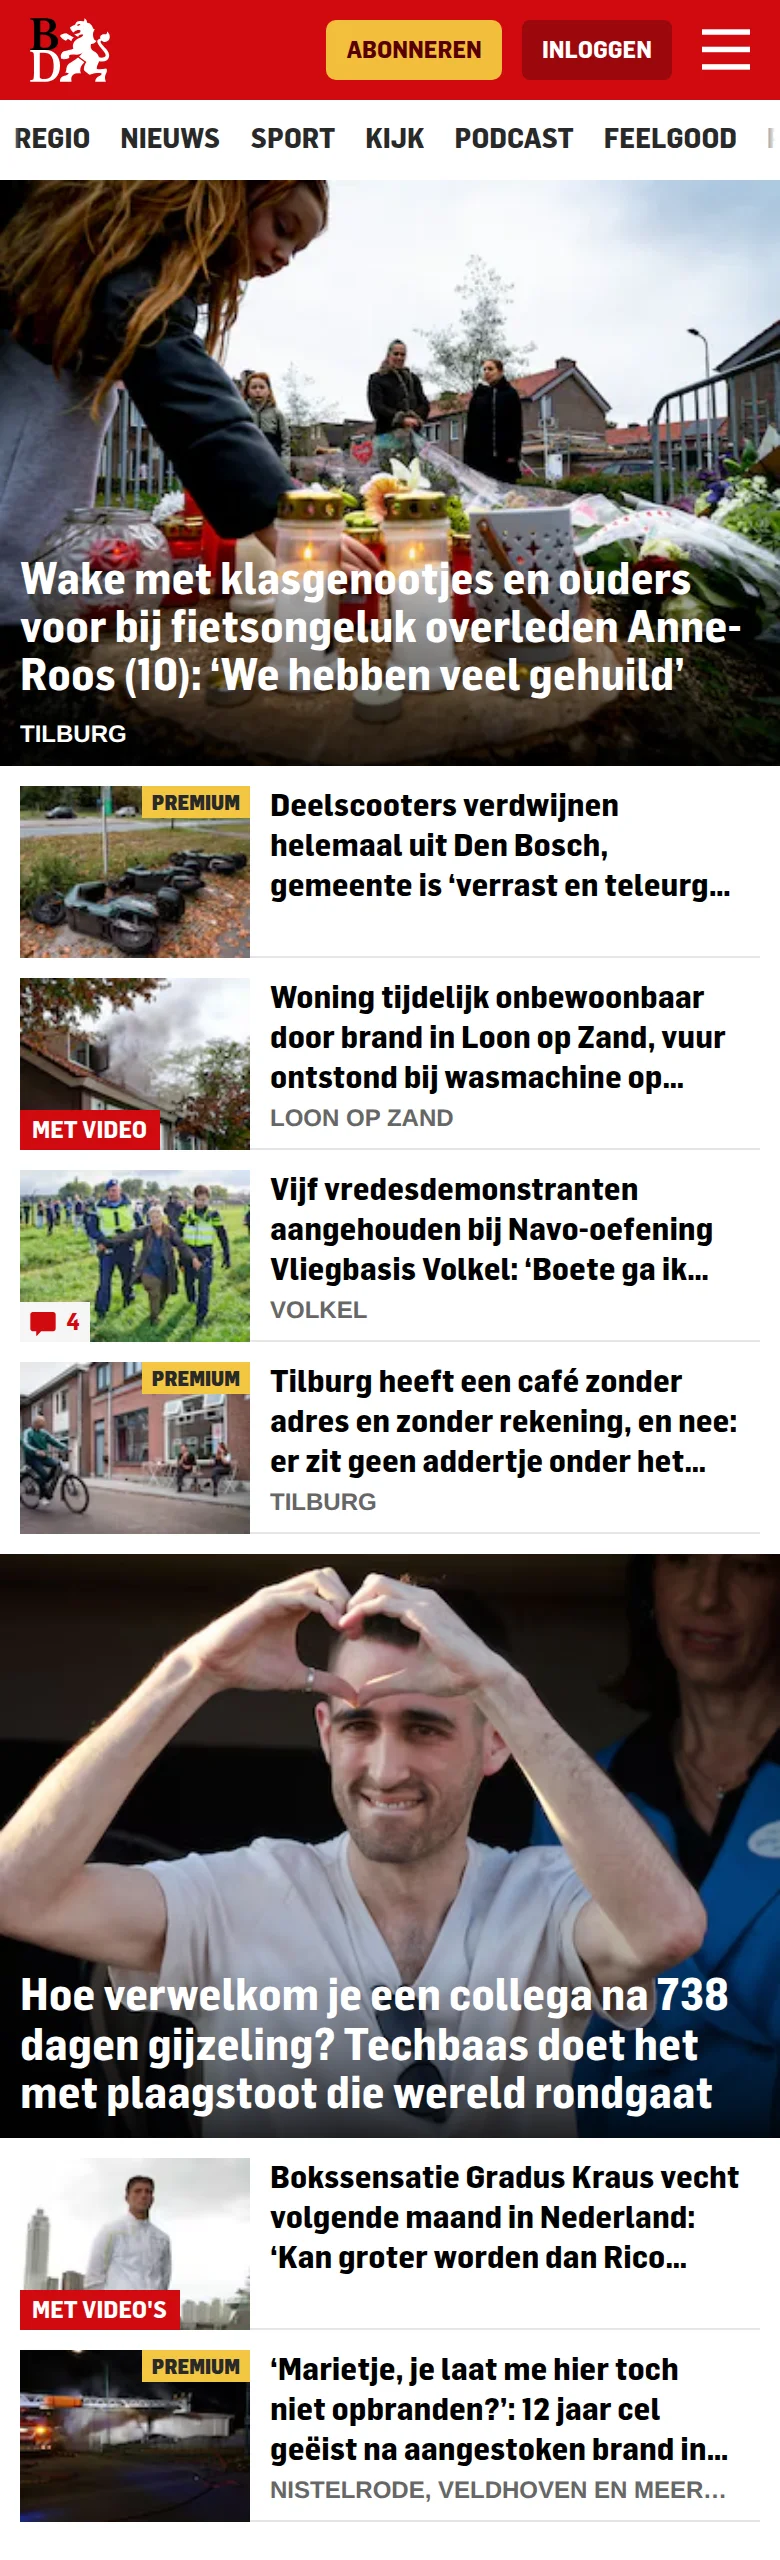 B
D
ABONNEREN
INLOGGEN
REGIO NIEUWS SPORT KIJK PODCAST FEELGOOD
Wake met klasgenootjes en ouders
voor bij fietsongeluk overleden Anne-
Roos (10): ‘We hebben veel gehuild’
TILBURG
PREMIUM
Deelscooters verdwijnen
helemaal uit Den Bosch,
gemeente is ‘verrast en teleurg...
MET VIDEO
Woning tijdelijk onbewoonbaar
door brand in Loon op Zand, vuur
ontstond bij wasmachine op...
LOON OP ZAND
4
Vijf vredesdemonstranten
aangehouden bij Navo-oefening
Vliegbasis Volkel: ‘Boete ga ik...
VOLKEL
PREMIUM
Tilburg heeft een café zonder
adres en zonder rekening, en nee:
er zit geen addertje onder het...
TILBURG
Hoe verwelkom je een collega na 738
dagen gijzeling? Techbaas doet het
met plaagstoot die wereld rondgaat
MET VIDEO'S
Bokssensatie Gradus Kraus vecht
volgende maand in Nederland:
‘Kan groter worden dan Rico...
PREMIUM
‘Marietje, je laat me hier toch
niet opbranden?’: 12 jaar cel
geëist na aangestoken brand in...
NISTELRODE, VELDHOVEN EN MEER...